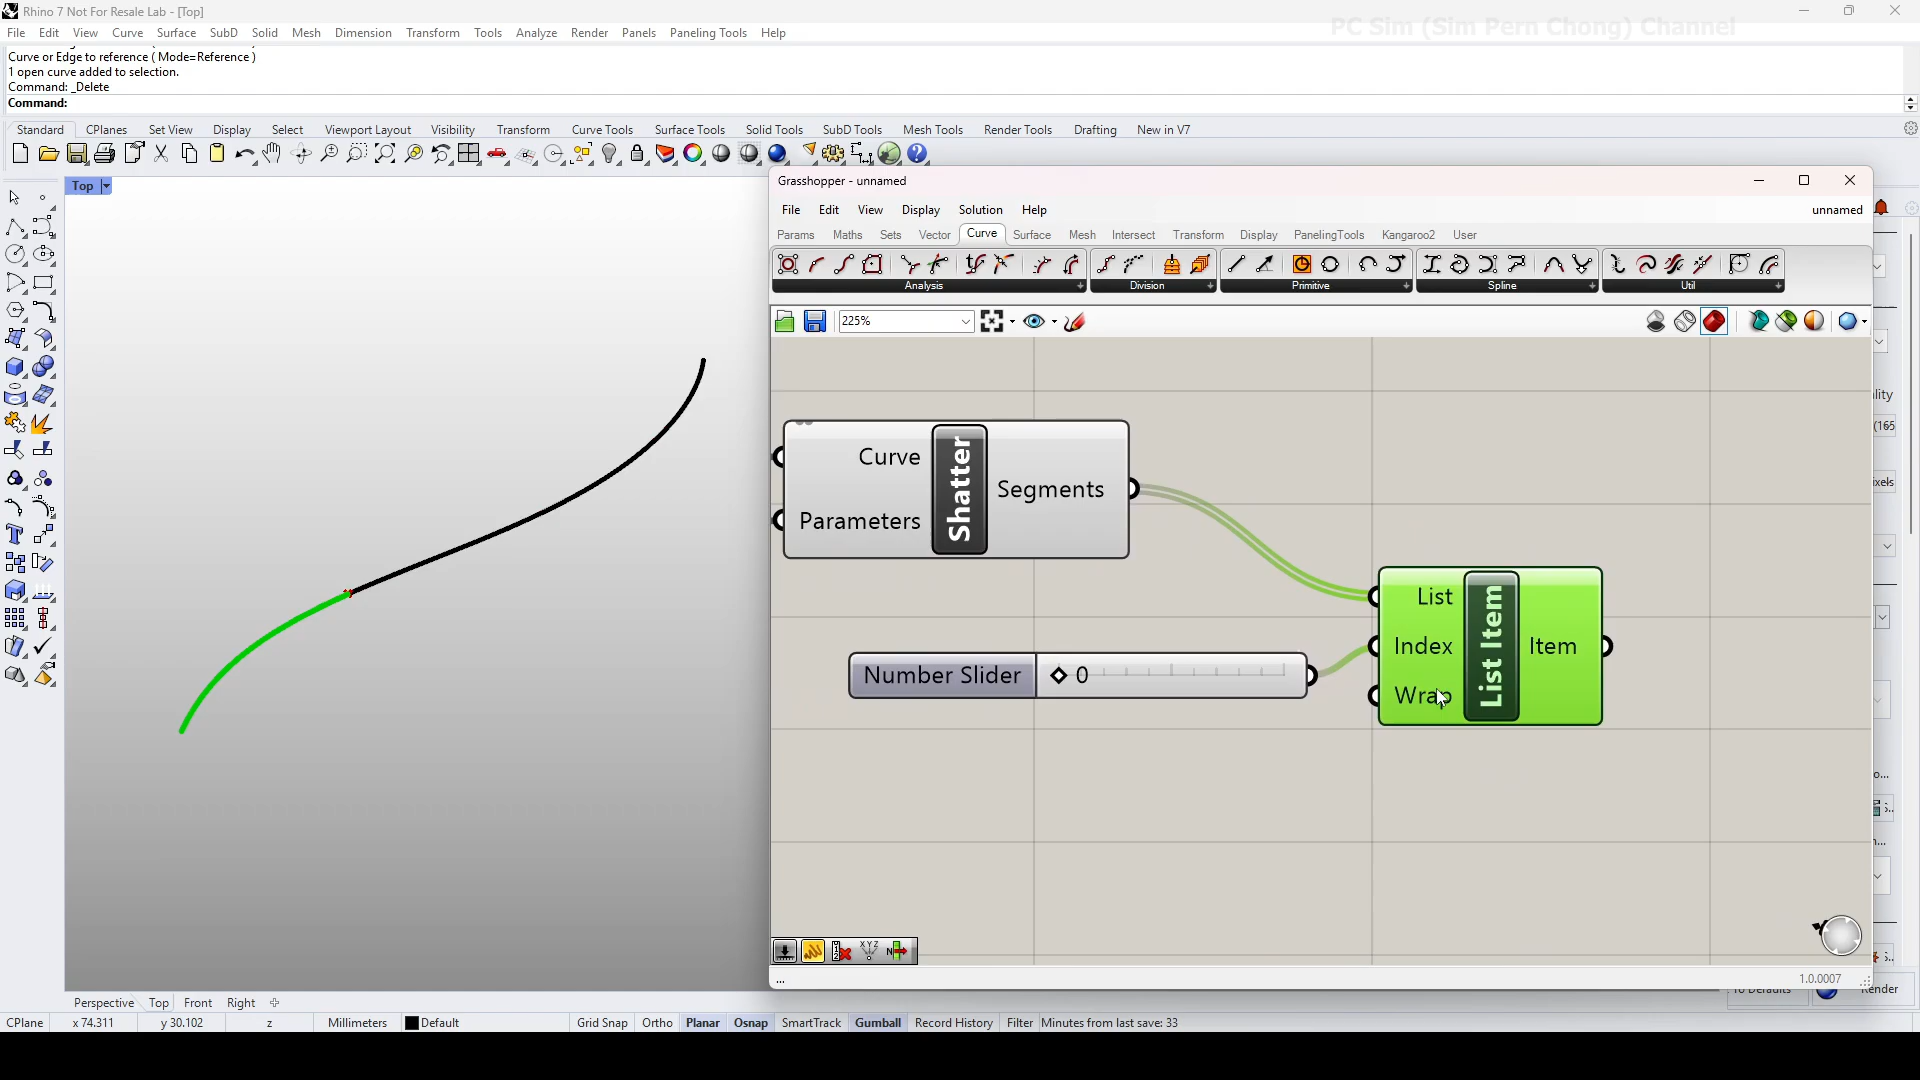 Rhino 7 Not For Resale Lab - [Top]
PC Sim (Sim Pern Chong) Channel
File Edit View Curve Surface SubD Solid Mesh Dimension Transform Tools Analyze Render Panels Paneling Tools Help
Curve or Edge to reference ( Mode=Reference )
1 open curve added to selection.
Command: _Delete
Command:
Standard CPlanes Set View Display Select Viewport Layout Visibility Transform Curve Tools Surface Tools Solid Tools SubD Tools Mesh Tools Render Tools Drafting New in V7
Top
Grasshopper - unnamed
File Edit View Display Solution Help unnamed
Params Maths Sets Vector Curve Surface Mesh Intersect Transform Display PanelingTools Kangaroo2 User
Analysis Division Primitive Spline Util
225%
Curve
Parameters
Shatter
Segments
Number Slider 0
List
Index
Wrap
List Item
Item
XYZ
...
1.0.0007
Render
Perspective Top Front Right
CPlane x 74.311 y 30.102 z Millimeters Default Grid Snap Ortho Planar Osnap SmartTrack Gumball Record History Filter Minutes from last save: 33